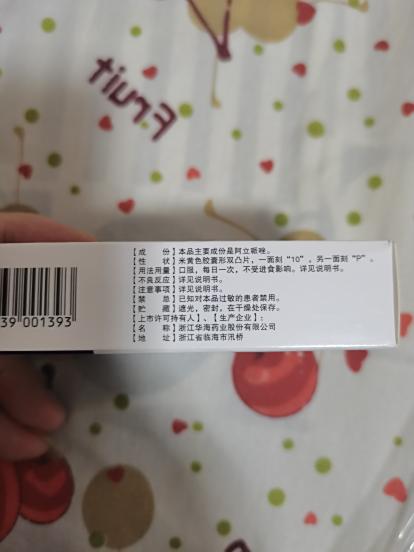 Fruit
【成 份】本品主要成份是阿立哌唑。
【性 状】米黄色胶囊形双凸片，一面刻“10”，另一面刻“P”。
【用法用量】口服，每日一次，不受进食影响。详见说明书。
【不良反应】详见说明书。
【注意事项】详见说明书。
【禁 忌】已知对本品过敏的患者禁用。
【贮 藏】遮光，密封，在干燥处保存。
【上市许可持有人】、【生产企业】：
【名 称】浙江华海药业股份有限公司
【地 址】浙江省临海市汛桥
39 001393